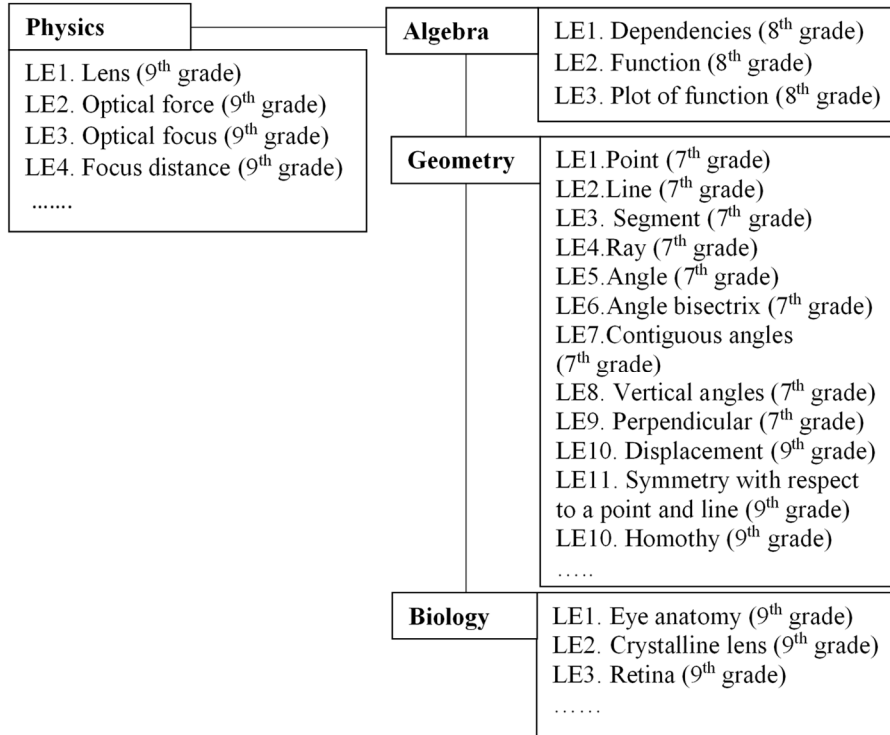 Physics
LE1. Lens (9th grade)
LE2. Optical force (9th grade)
LE3. Optical focus (9th grade)
LE4. Focus distance (9th grade)
.......
Algebra
LE1. Dependencies (8th grade)
LE2. Function (8th grade)
LE3. Plot of function (8th grade)
Geometry
LE1.Point (7th grade)
LE2.Line (7th grade)
LE3. Segment (7th grade)
LE4.Ray (7th grade)
LE5.Angle (7th grade)
LE6.Angle bisectrix (7th grade)
LE7.Contiguous angles
(7th grade)
LE8. Vertical angles (7th grade)
LE9. Perpendicular (7th grade)
LE10. Displacement (9th grade)
LE11. Symmetry with respect
to a point and line (9th grade)
LE10. Homothy (9th grade)
.....
Biology
LE1. Eye anatomy (9th grade)
LE2. Crystalline lens (9th grade)
LE3. Retina (9th grade)
......